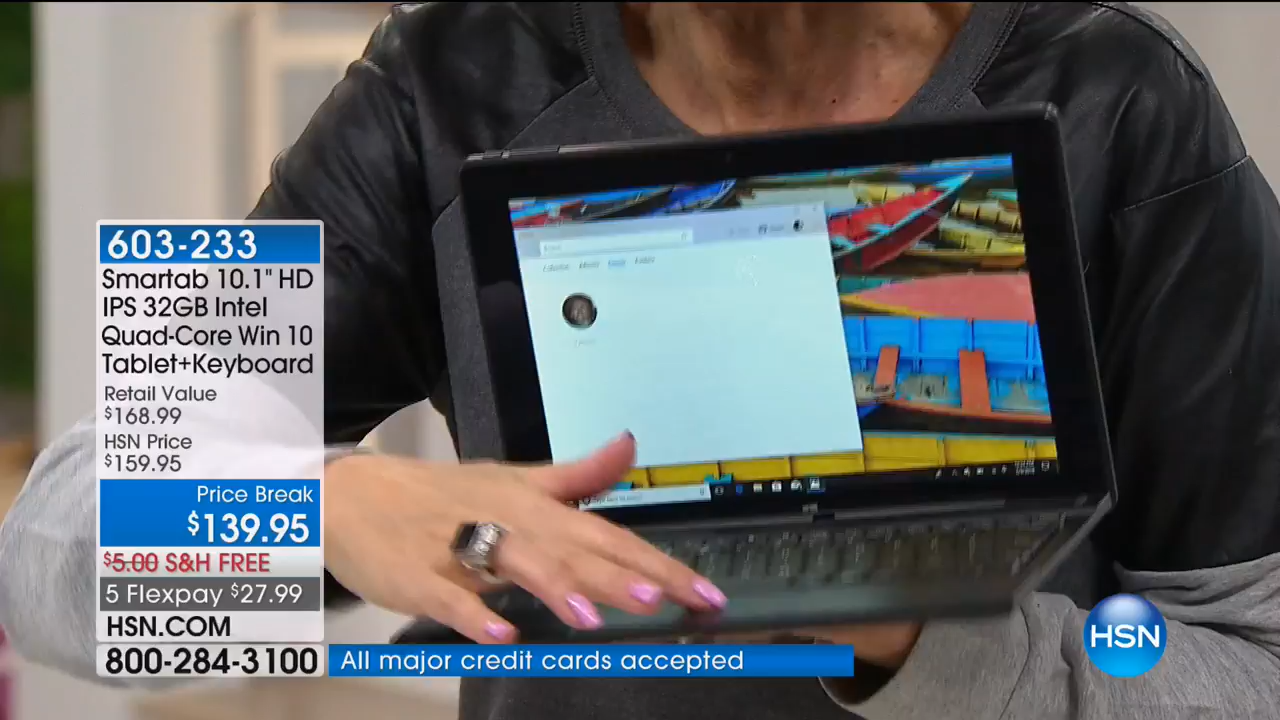 603-233
Smartab 10.1" HD
IPS 32GB Intel
Quad-Core Win 10
Tablet+Keyboard
Retail Value
$168.99
HSN Price
$159.95
Price Break
$139.95
$5.00 S&H FREE
5 Flexpay $27.99
HSN.COM
800-284-3100
All major credit cards accepted
HSN